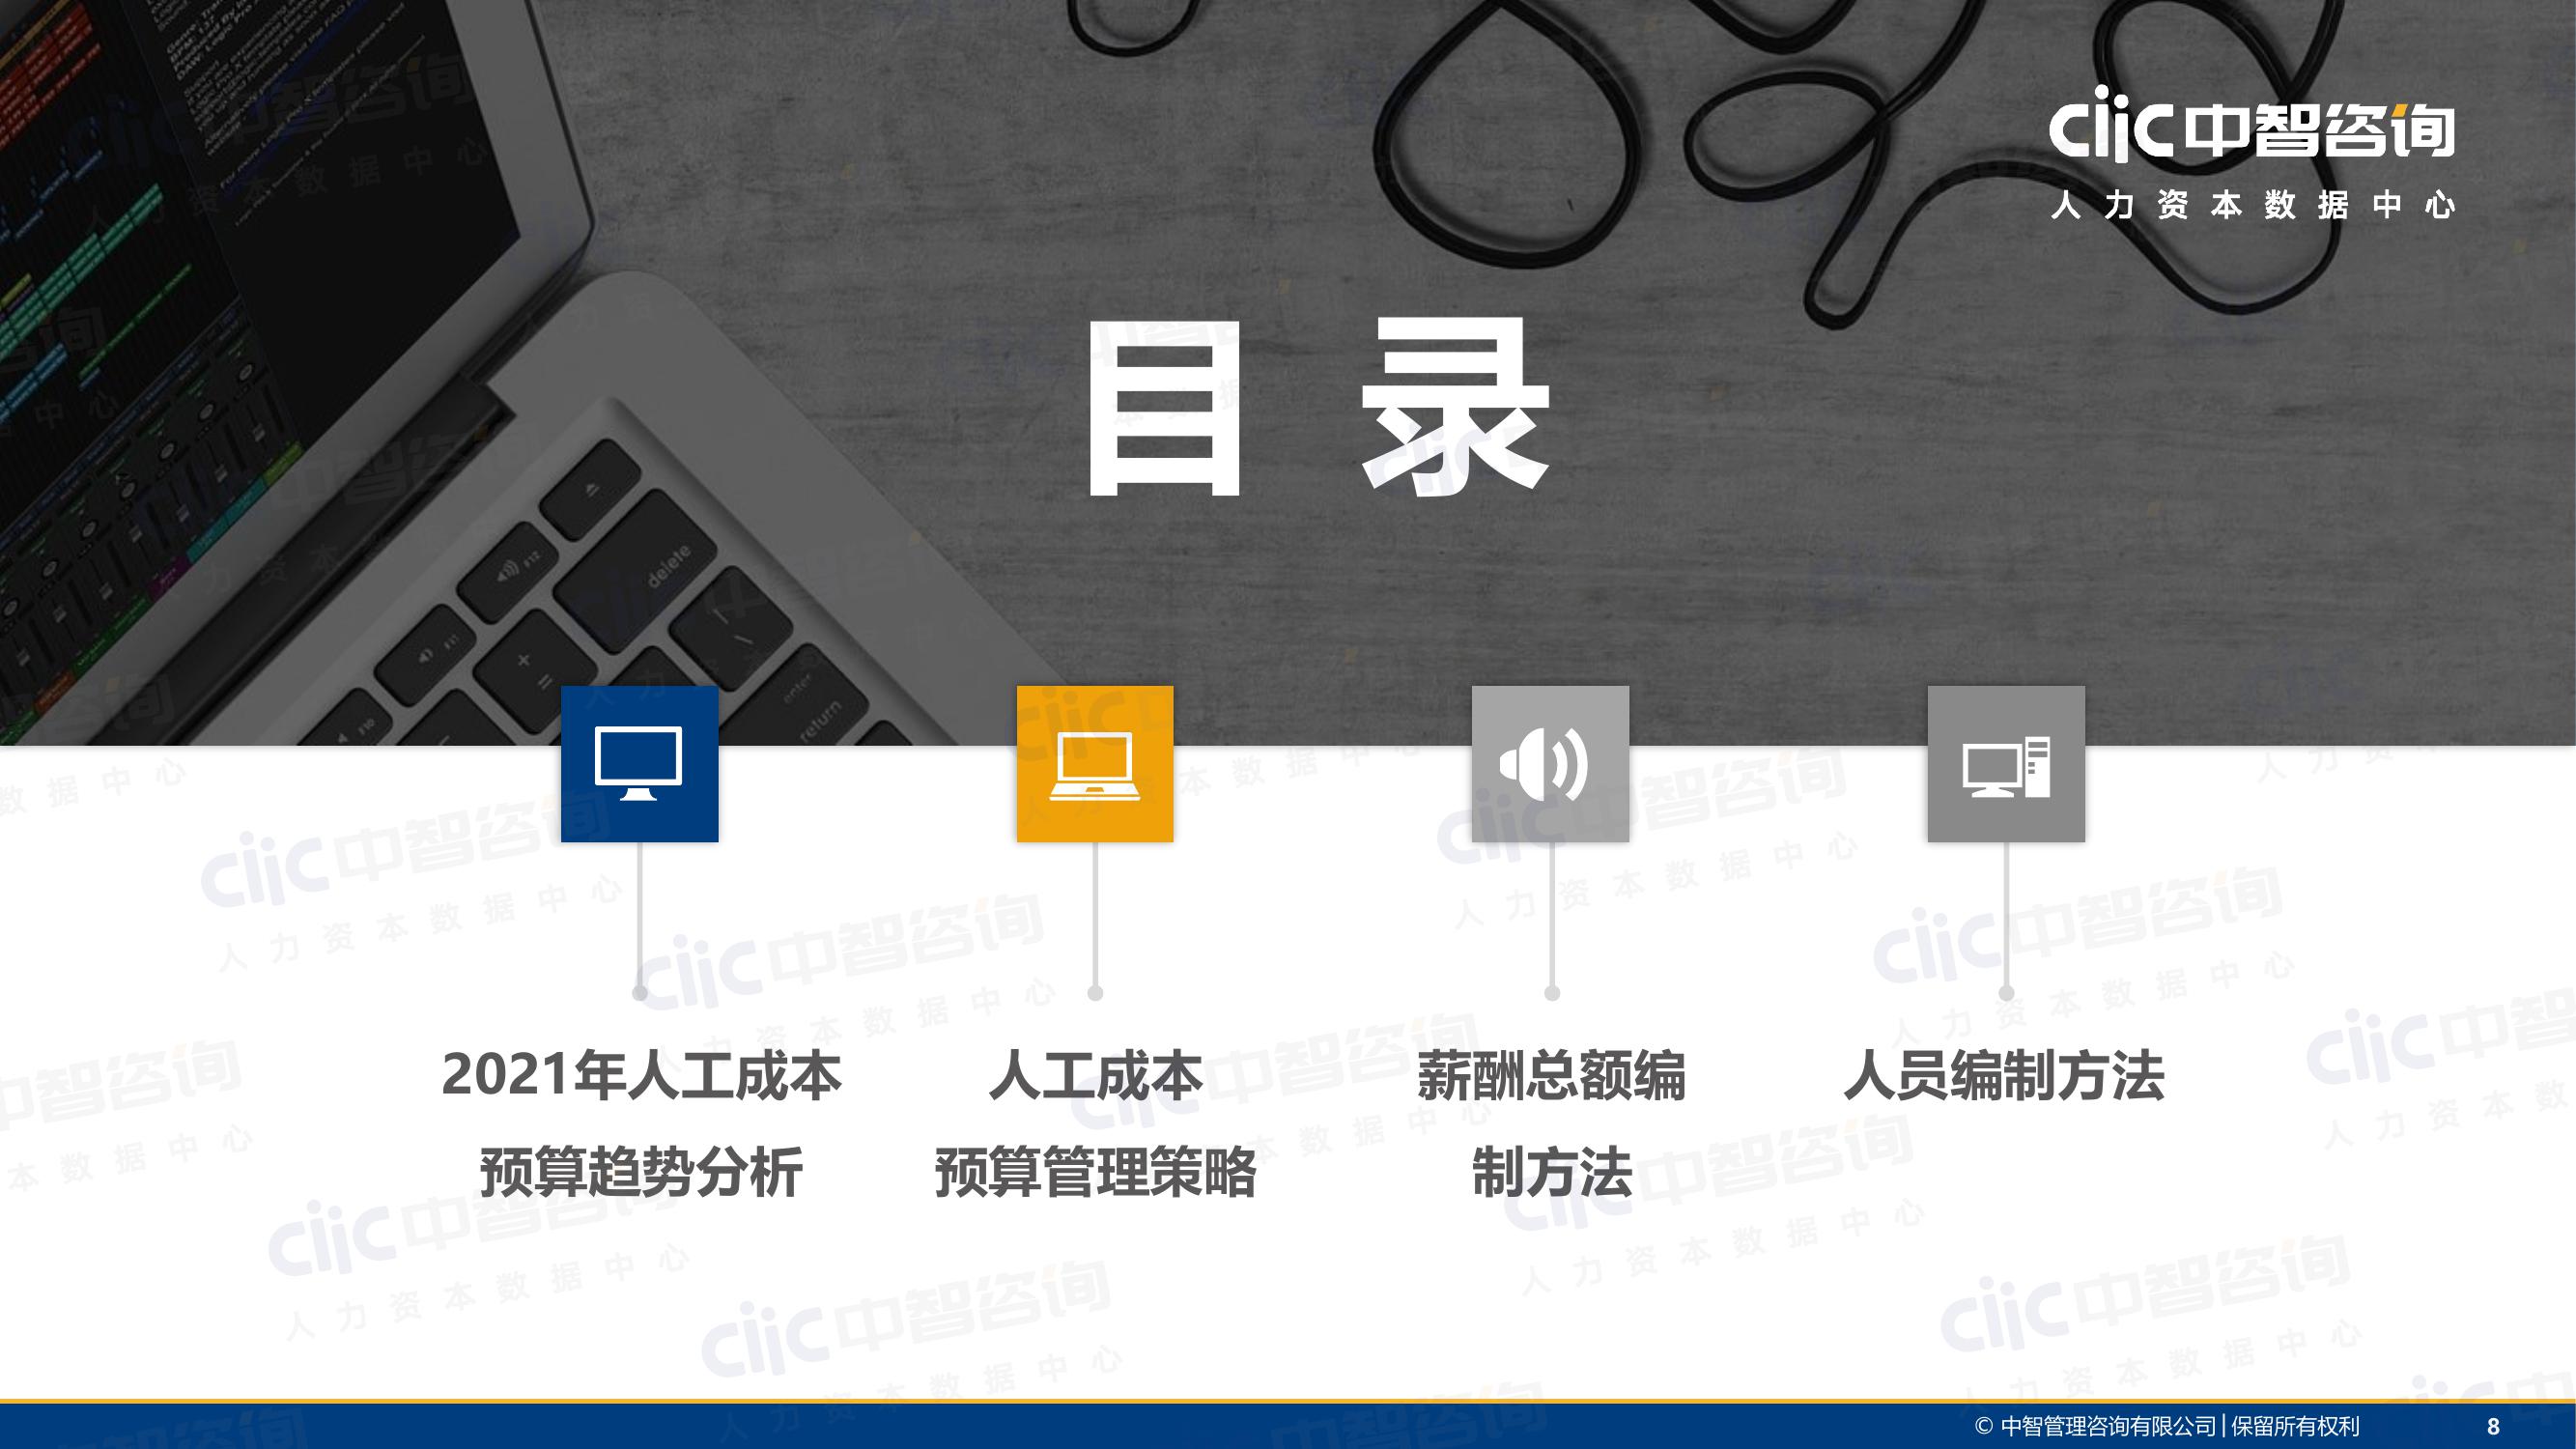 ciic中智咨询
人力资本数据中心
目录
2021年人工成本
预算趋势分析
人工成本
预算管理策略
薪酬总额编
制方法
人员编制方法
© 中智管理咨询有限公司|保留所有权利
8
delete
enter
return